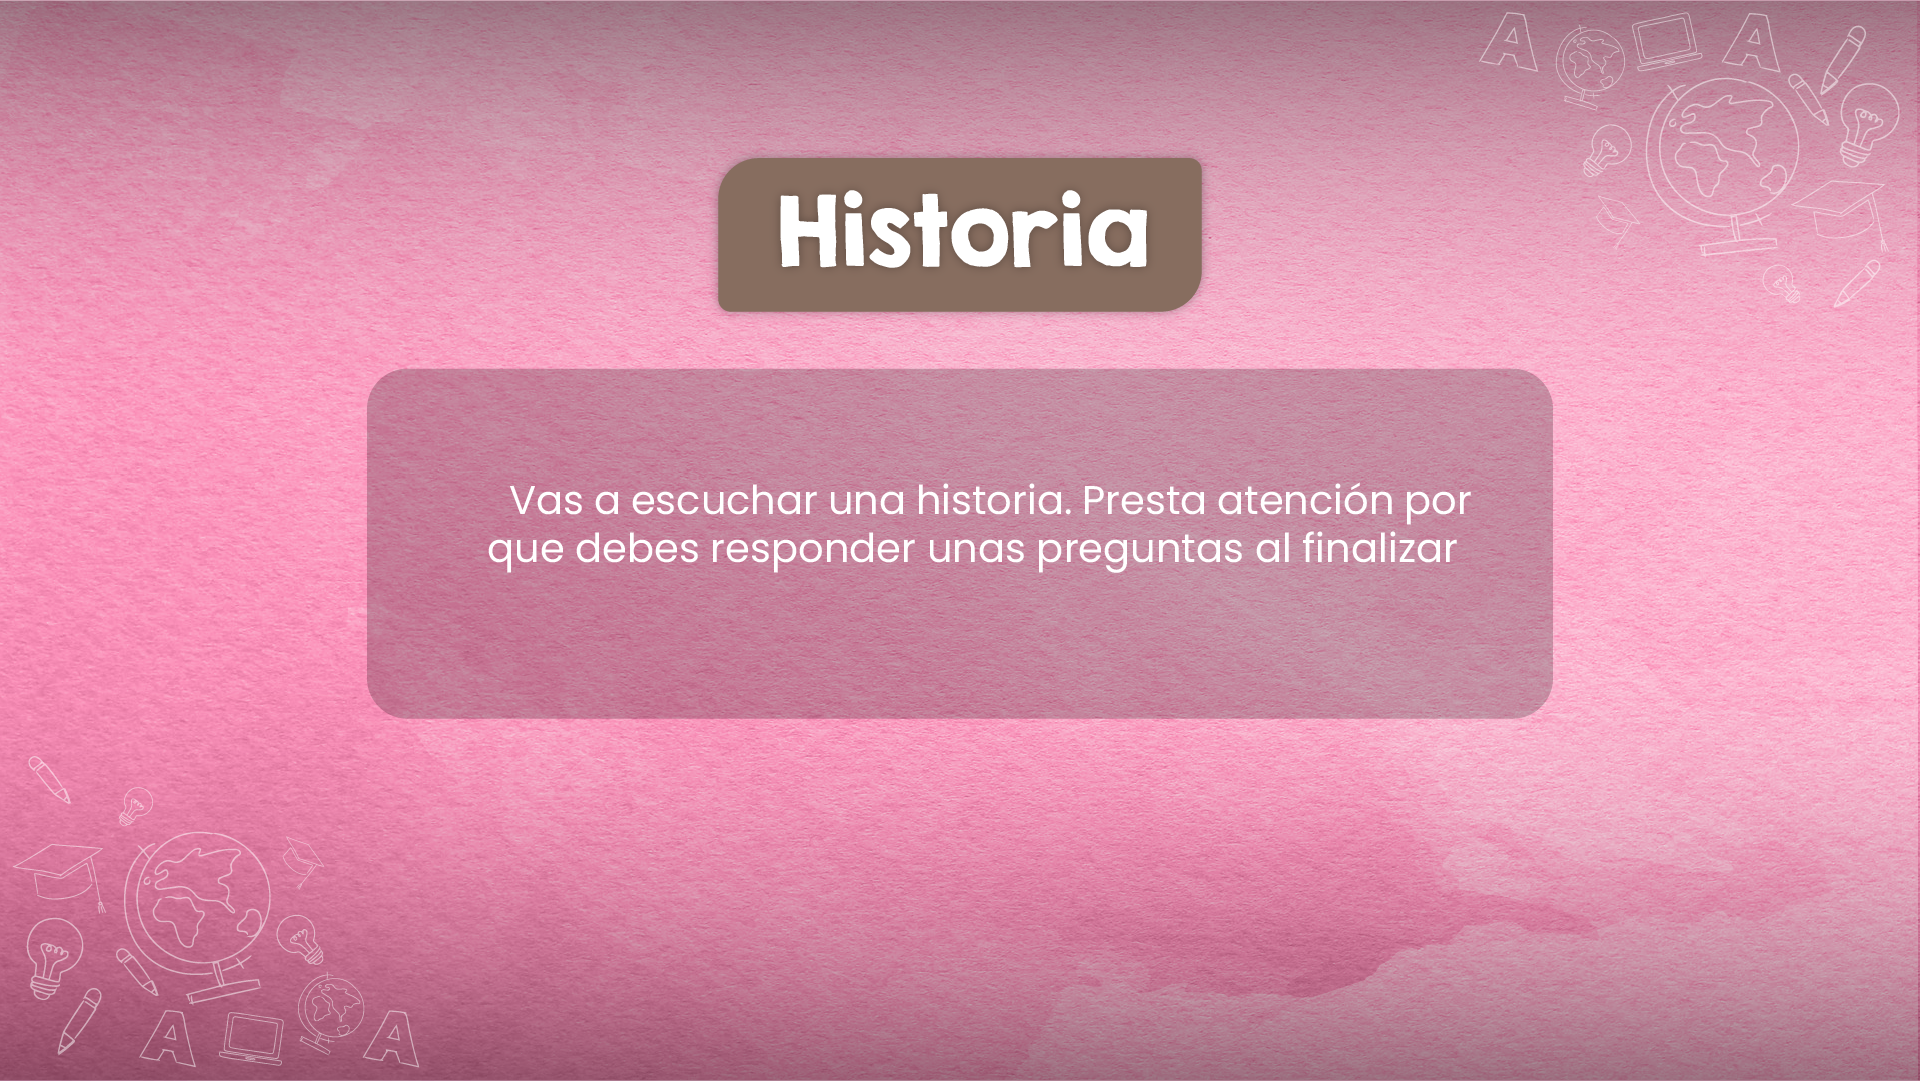 Historia
Vas a escuchar una historia. Presta atención por
que debes responder unas preguntas al finalizar
A
A
A
A